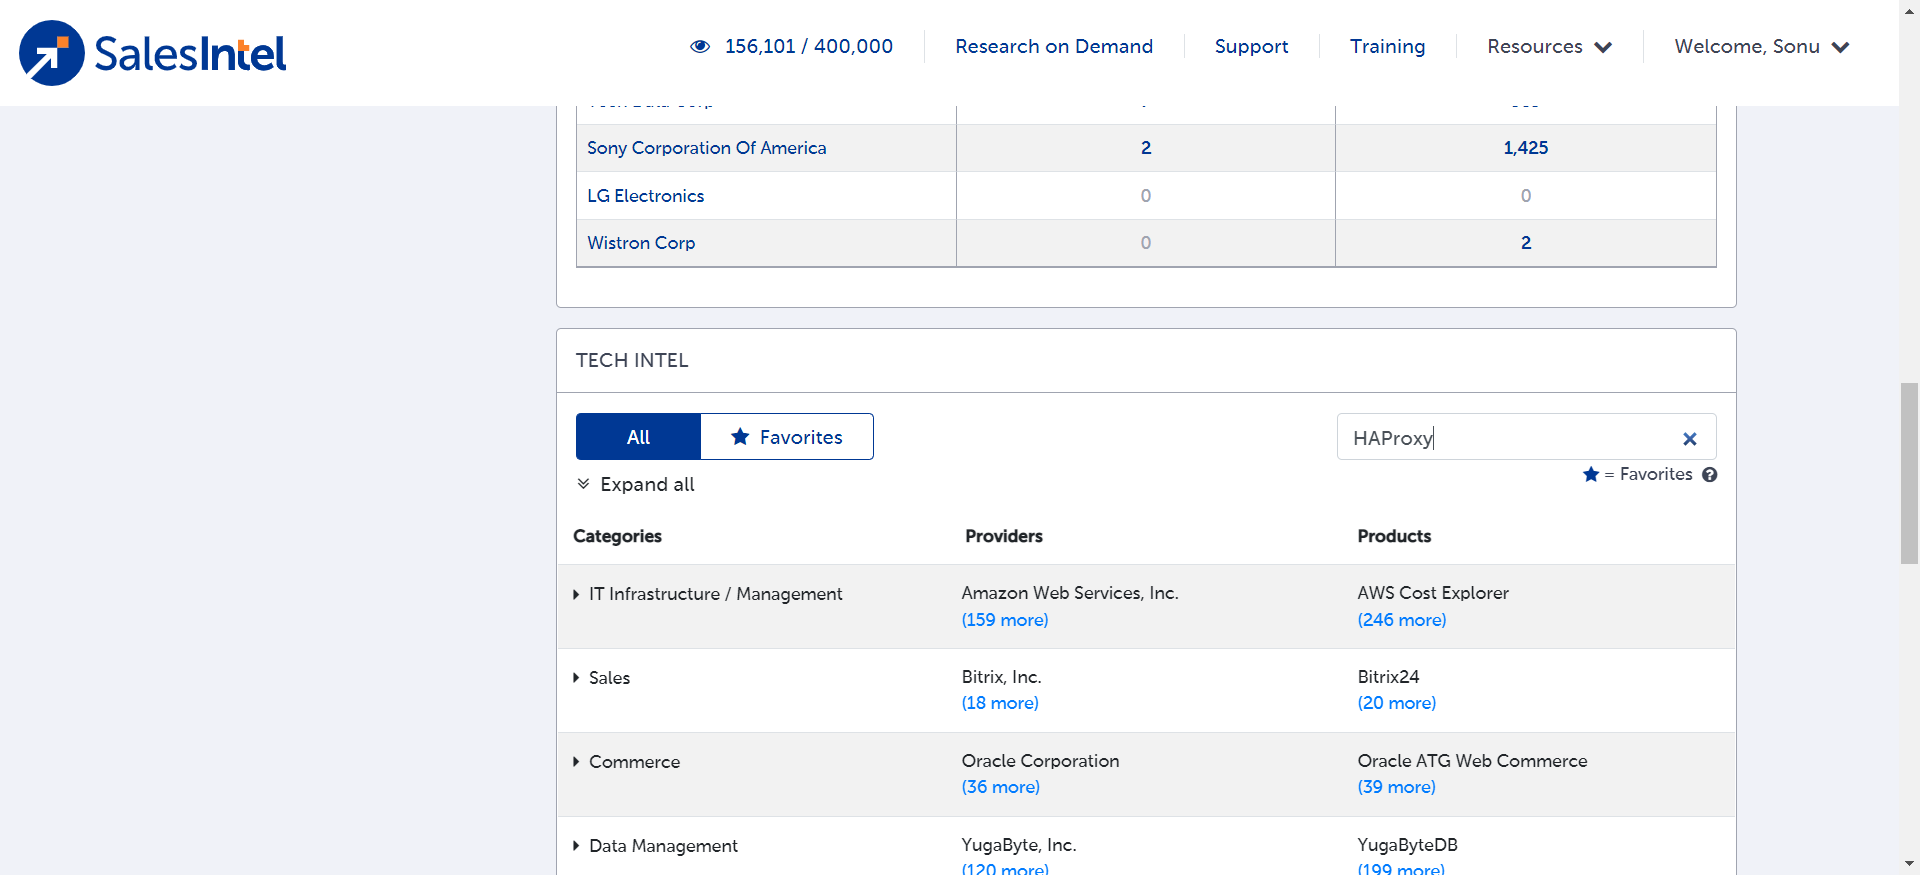 SalesIntel
156,101 / 400,000
Research on Demand
Support
Training
Resources
Welcome, Sonu
Sony Corporation Of America 2 1,425
LG Electronics 0 0
Wistron Corp 0 2
TECH INTEL
All
Favorites
HAProxy
= Favorites
Expand all
Categories Providers Products
IT Infrastructure / Management Amazon Web Services, Inc. AWS Cost Explorer
(159 more) (246 more)
Sales Bitrix, Inc. Bitrix24
(18 more) (20 more)
Commerce Oracle Corporation Oracle ATG Web Commerce
(36 more) (39 more)
Data Management YugaByte, Inc. YugaByteDB
(120 more) (199 more)